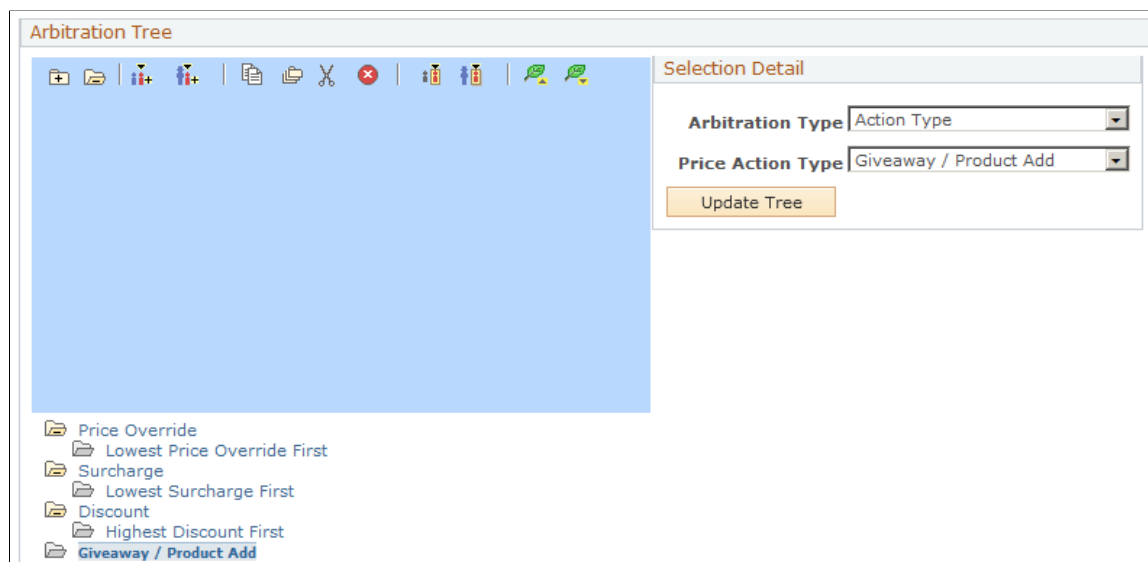 Arbitration Tree
Selection Detail
Arbitration Type Action Type
Price Action Type Giveaway / Product Add
Update Tree
Price Override
Lowest Price Override First
Surcharge
Lowest Surcharge First
Discount
Highest Discount First
Giveaway / Product Add